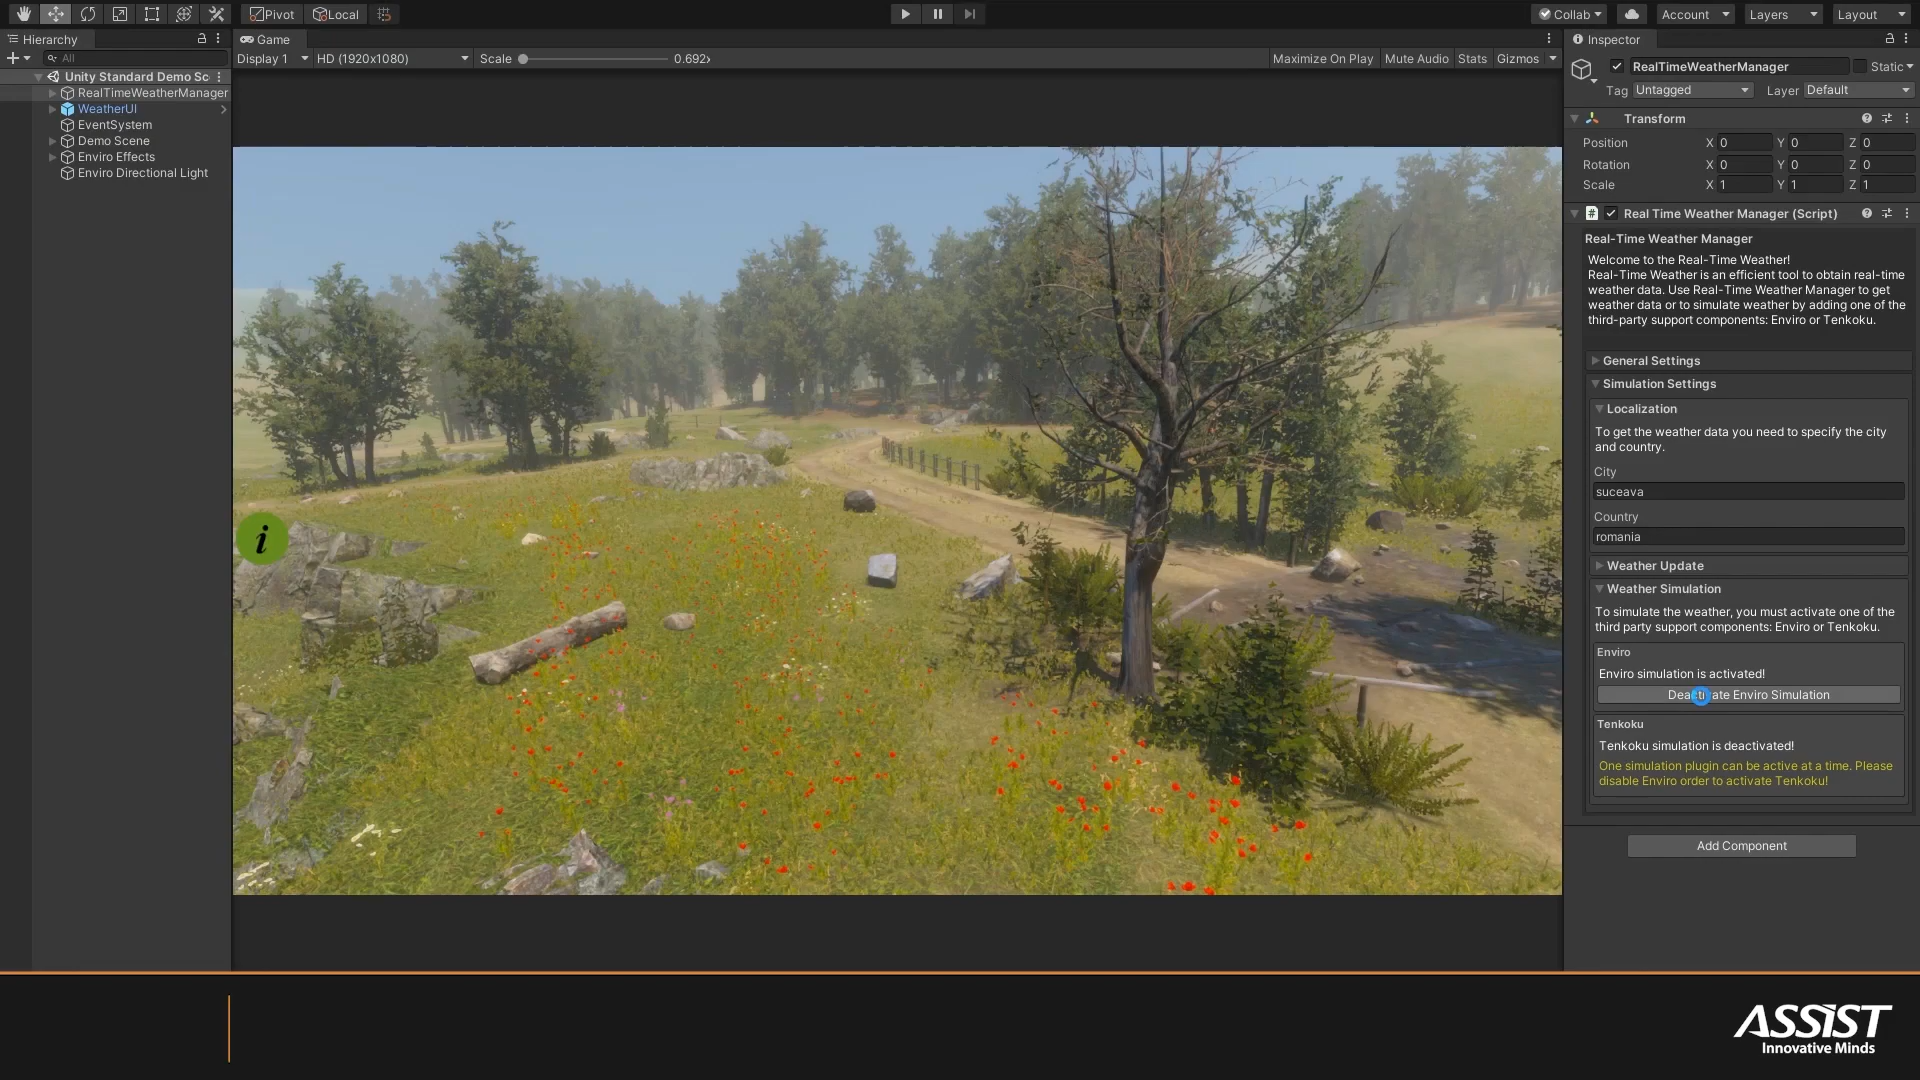 Pivot
Local
Collab
Account
Layers
Layout
Hierarchy
All
Unity Standard Demo Sc
RealTimeWeatherManager
WeatherUI
EventSystem
Demo Scene
Enviro Effects
Enviro Directional Light
Game
Display 1
HD (1920x1080)
Scale
0.692x
Maximize On Play
Mute Audio
Stats
Gizmos
i
Inspector
RealTimeWeatherManager
Static
Tag Untagged
Layer Default
Transform
Position X 0 Y 0 Z 0
Rotation X 0 Y 0 Z 0
Scale X 1 Y 1 Z 1
# Real Time Weather Manager (Script)
Real-Time Weather Manager
Welcome to the Real-Time Weather!
Real-Time Weather is an efficient tool to obtain real-time
weather data. Use Real-Time Weather Manager to get
weather data or to simulate weather by adding one of the
third-party support components: Enviro or Tenkoku.
General Settings
Simulation Settings
Localization
To get the weather data you need to specify the city
and country.
City
suceava
Country
romania
Weather Update
Weather Simulation
To simulate the weather, you must activate one of the
third party support components: Enviro or Tenkoku.
Enviro
Enviro simulation is activated!
Deactivate Enviro Simulation
Tenkoku
Tenkoku simulation is deactivated!
One simulation plugin can be active at a time. Please
disable Enviro order to activate Tenkoku!
Add Component
ASSIST
Innovative Minds